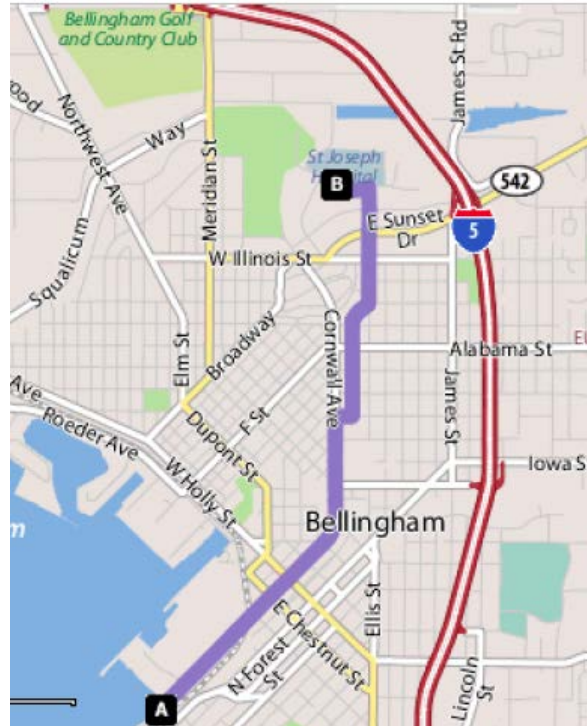 Bellingham Golf
and Country Club
James St Rd
Northwest Ave
Way
Meridian St
St Joseph
B
542
E Sunset
Dr
5
Squalicum
W Illinois St
Elm St
Broadway
Cornwall Ave
Alabama St
James St
Ave
Roeder Ave
F St
Dupont St
Iowa S
W Holly St
Bellingham
Ellis St
E Chestnut St
N Forest
St
Lincoln
St
A